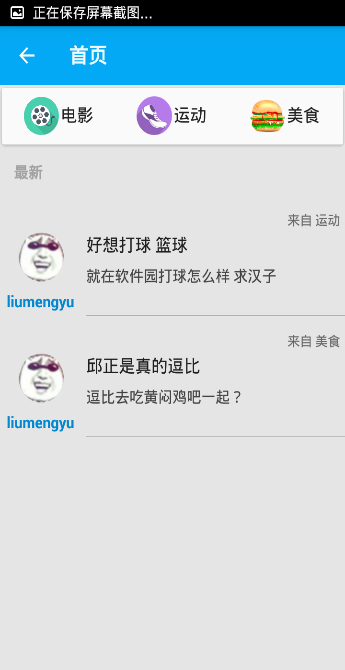 正在保存屏幕截图...
首页
电影 运动 美食
最新
来自 运动
好想打球 篮球
就在软件园打球怎么样 求汉子
liumengyu
来自 美食
邱正是真的逗比
逗比去吃黄闷鸡吧一起？
liumengyu